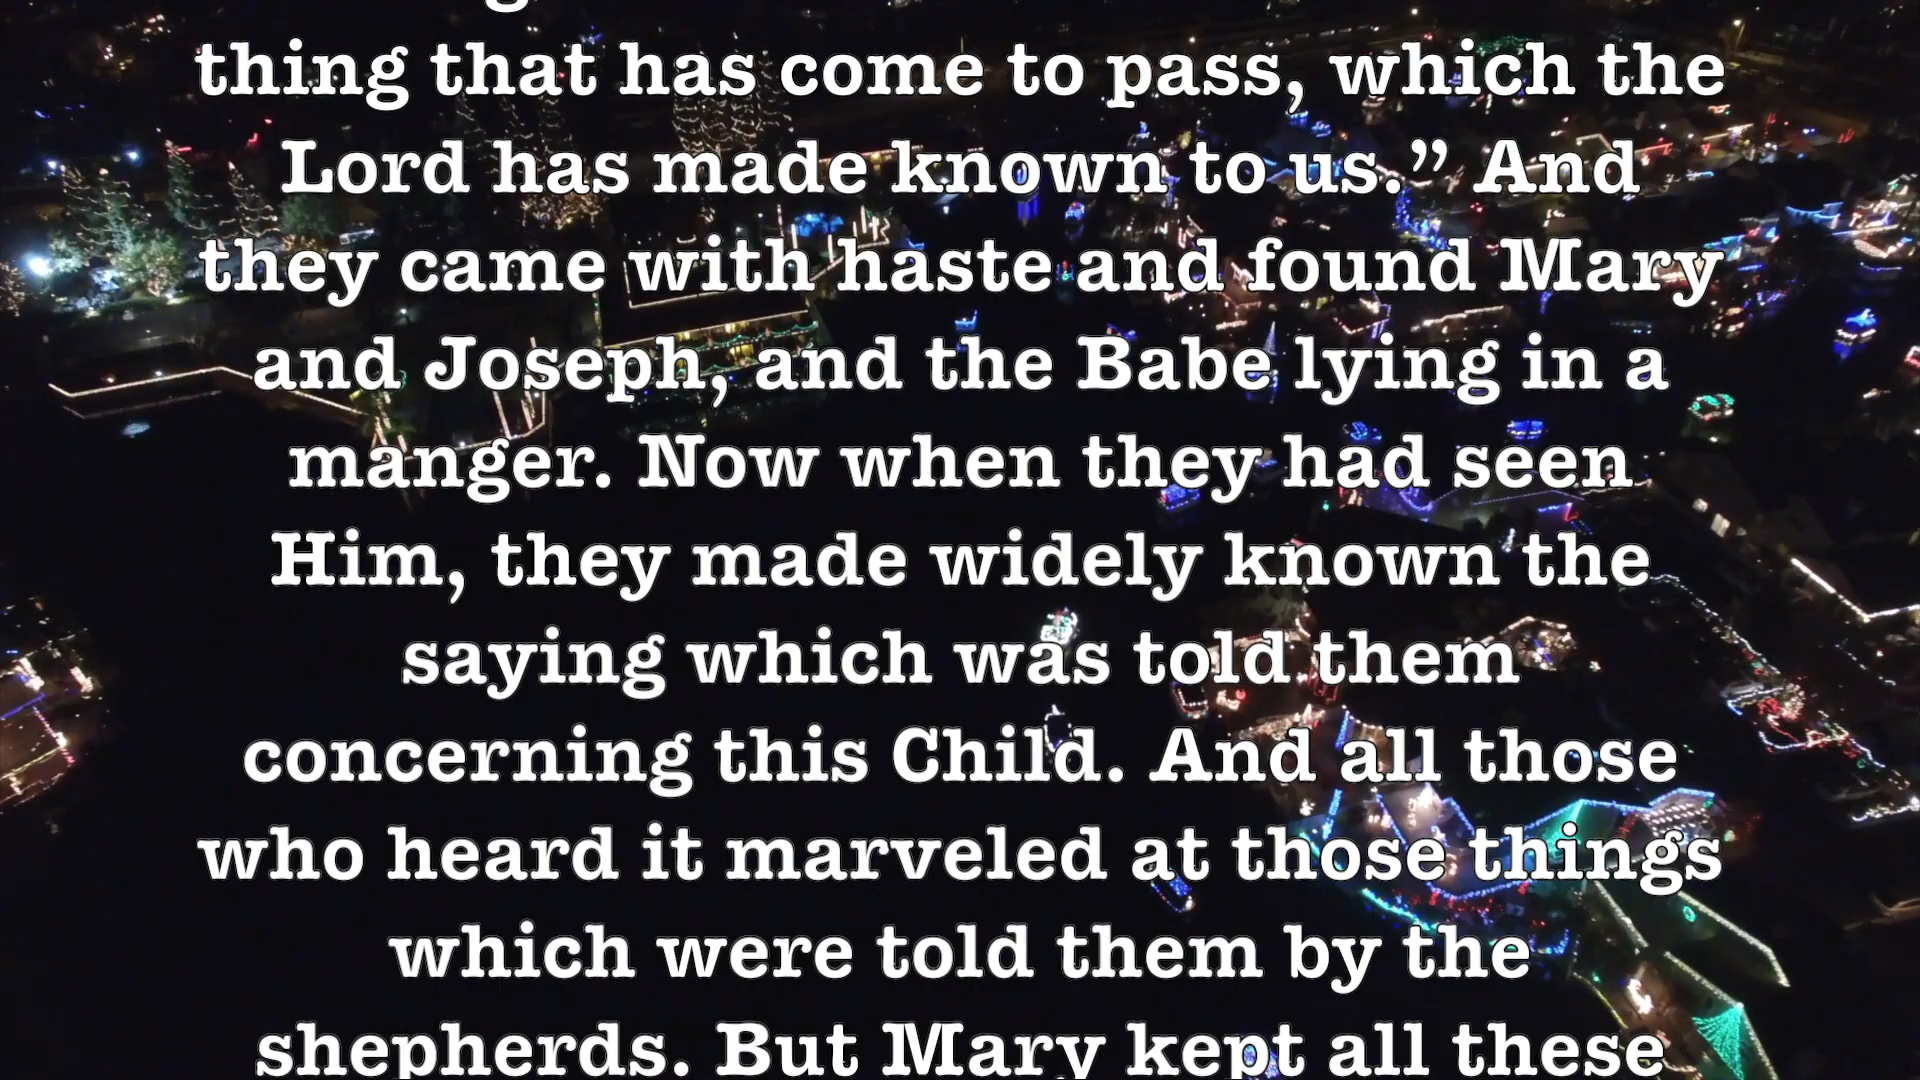 thing that has come to pass, which the
Lord has made known to us.” And
they came with haste and found Mary
and Joseph, and the Babe lying in a
manger. Now when they had seen
Him, they made widely known the
saying which was told them
concerning this Child. And all those
who heard it marveled at those things
which were told them by the
shepherds. But Mary kept all these